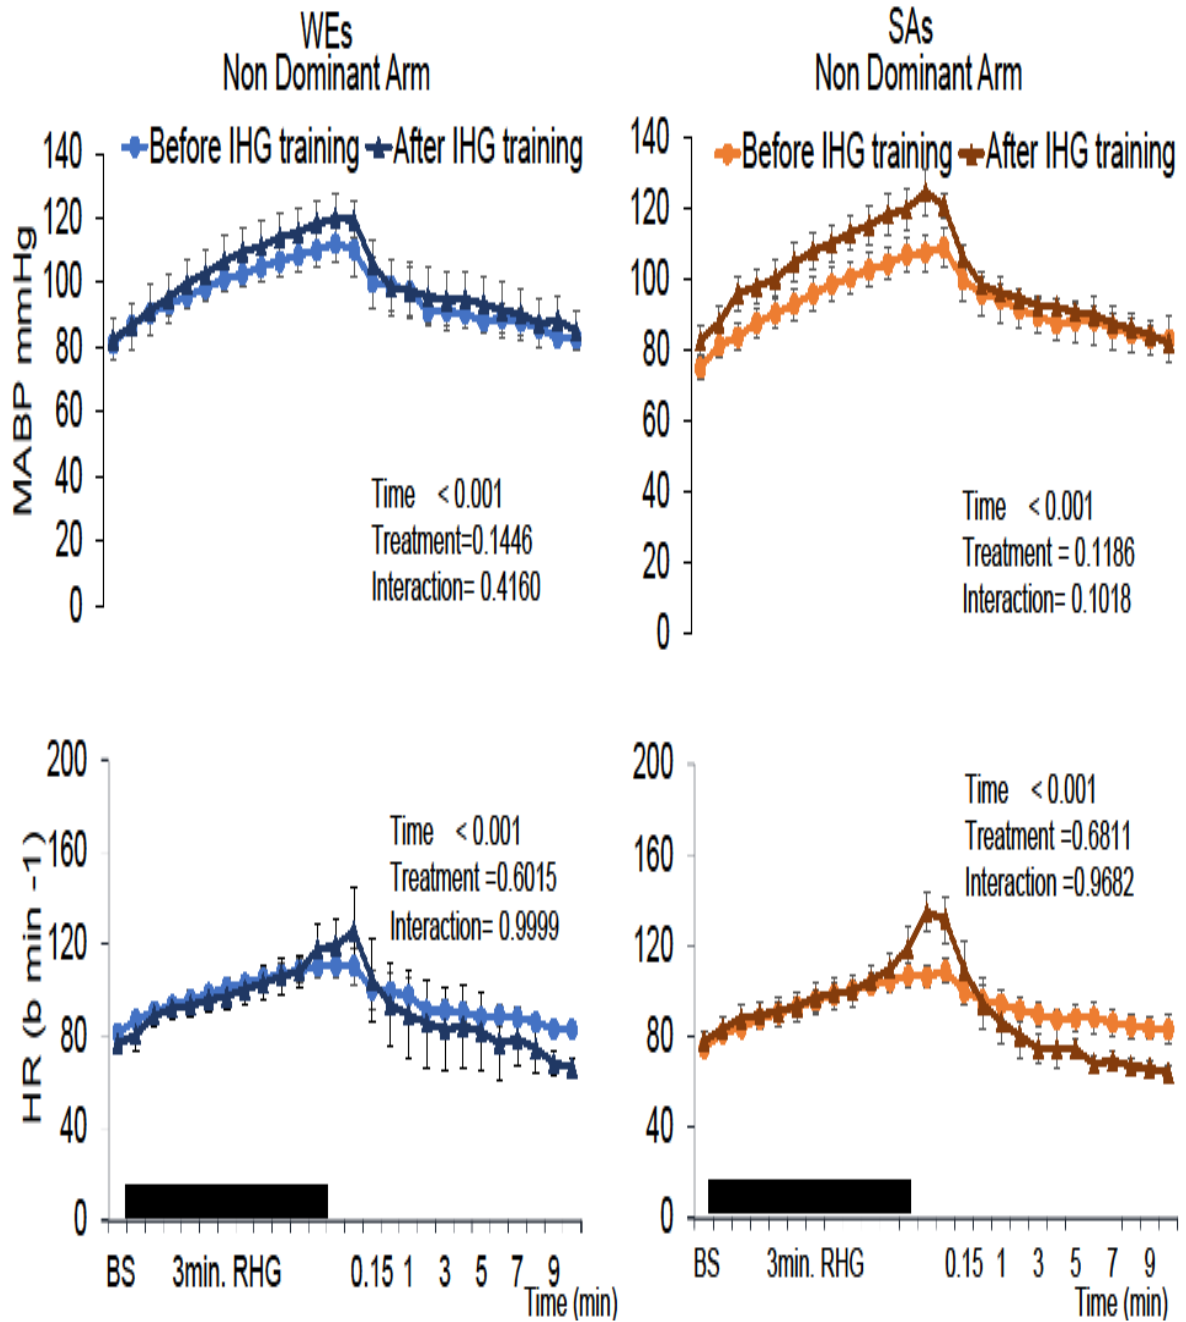 WEs
Non Dominant Arm
SAs
Non Dominant Arm
Before IHG training After IHG training
Before IHG training After IHG training
MABP mmHg
140
120
100
80
60
40
20
0
Time < 0.001
Treatment=0.1446
Interaction= 0.4160
140
120
100
80
60
40
20
0
Time < 0.001
Treatment = 0.1186
Interaction= 0.1018
HR (b min -1)
200
160
120
80
40
0
Time < 0.001
Treatment =0.6015
Interaction= 0.9999
BS 3min. RHG 0.15 1 3 5 7 9
Time (min)
200
160
120
80
40
0
Time < 0.001
Treatment =0.6811
Interaction =0.9682
BS 3min. RHG 0.15 1 3 5 7 9
Time (min)